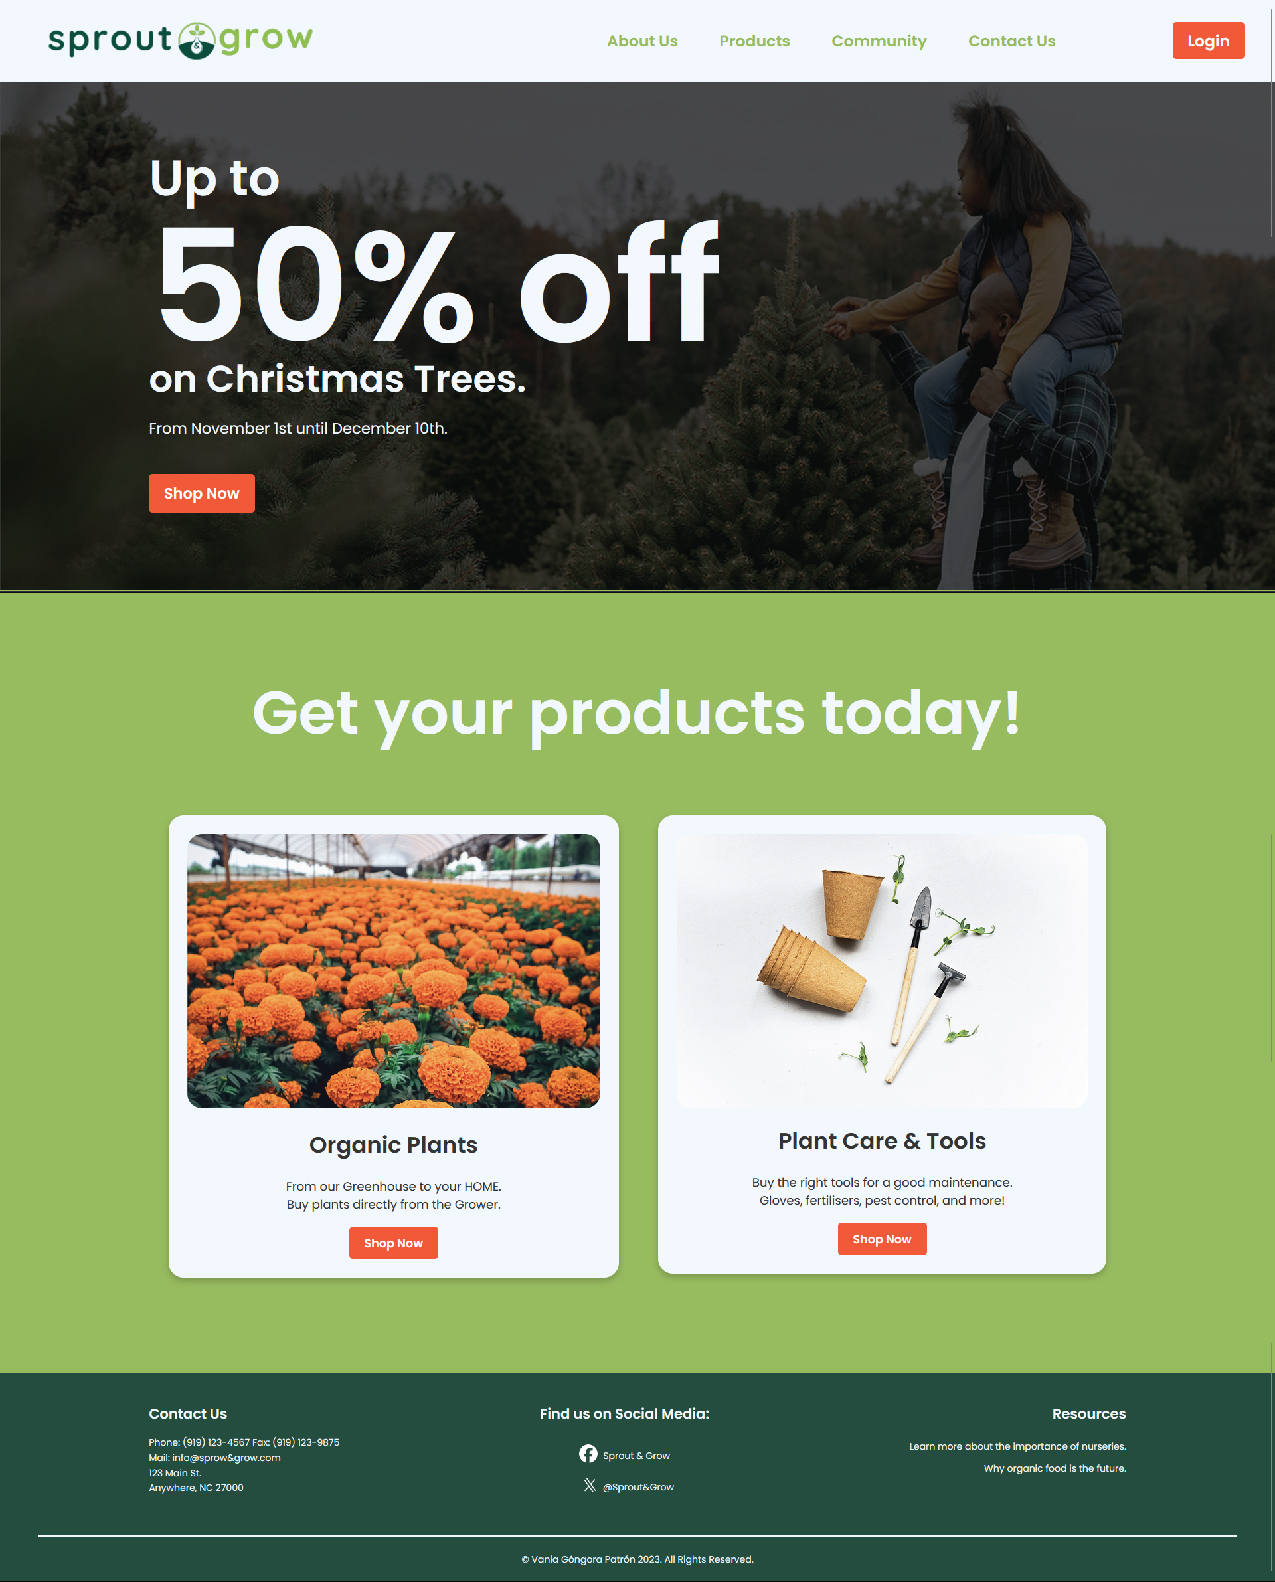 sprout & grow
About Us
Products
Community
Contact Us
Login
Up to
50% off
on Christmas Trees.
From November 1st until December 10th.
Shop Now
Get your products today!
Organic Plants
From our Greenhouse to your HOME.
Buy plants directly from the Grower.
Shop Now
Plant Care & Tools
Buy the right tools for a good maintenance.
Gloves, fertilisers, pest control, and more!
Shop Now
Contact Us
Phone: (919) 123-4567 Fax: (919) 123-9875
Mail: info@sprow&grow.com
123 Main St.
Anywhere, NC 27000
Find us on Social Media:
Sprout & Grow
@Sprout&Grow
Resources
Learn more about the importance of nurseries.
Why organic food is the future.
© Vania Góngora Patrón 2023. All Rights Reserved.